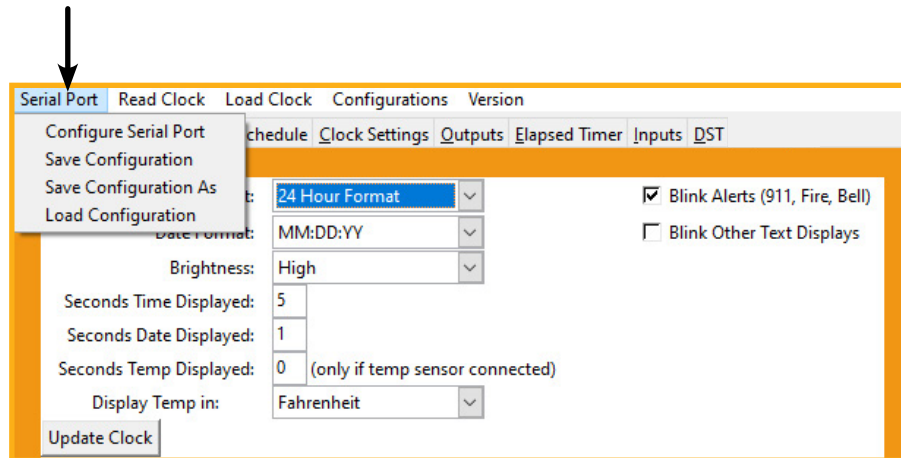 Serial Port Read Clock Load Clock Configurations Version
Configure Serial Port
Save Configuration
Save Configuration As
Load Configuration
Clock Settings Outputs Elapsed Timer Inputs DST
24 Hour Format Blink Alerts (911, Fire, Bell)
MM:DD:YY Blink Other Text Displays
Brightness: High
Seconds Time Displayed: 5
Seconds Date Displayed: 1
Seconds Temp Displayed: 0 (only if temp sensor connected)
Display Temp in: Fahrenheit
Update Clock